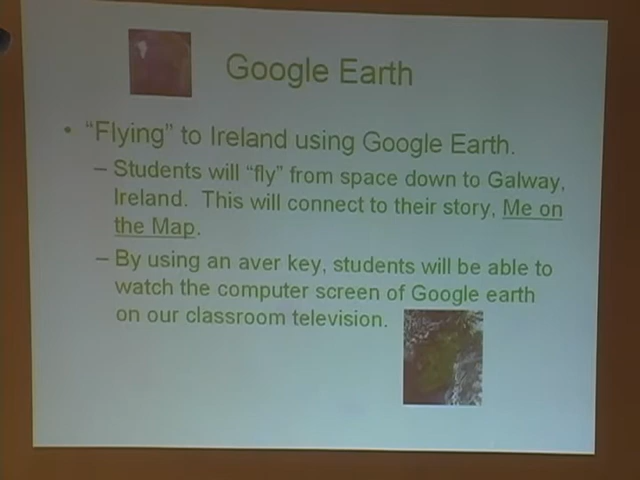 Google Earth
• "Flying" to Ireland using Google Earth.
– Students will "fly" from space down to Galway,
Ireland. This will connect to their story, Me on
the Map.
– By using an aver key, students will be able to
watch the computer screen of Google earth
on our classroom television.